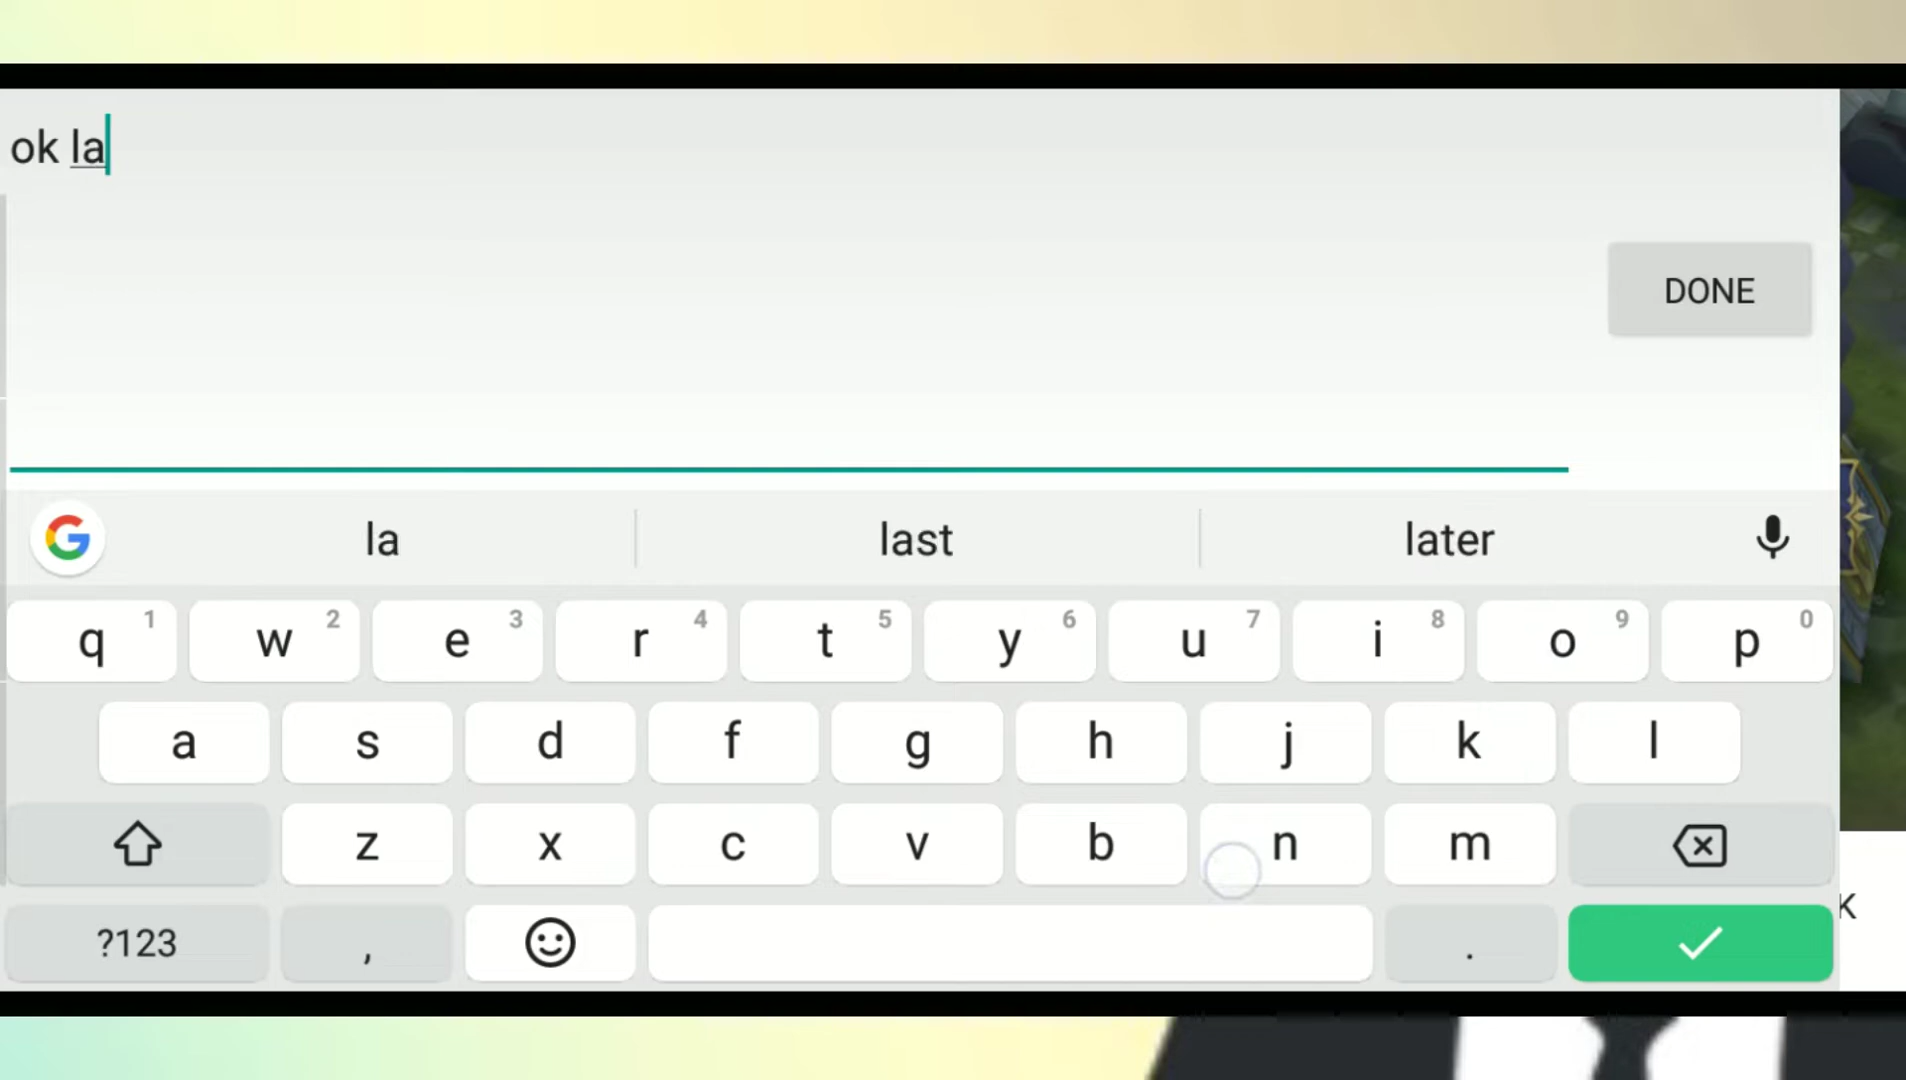 ok la
DONE
la last later
q 1 w 2 e 3 r 4 t 5 y 6 u 7 i 8 o 9 p 0
a s d f g h j k l
z x c v b n m
?123 , .
K